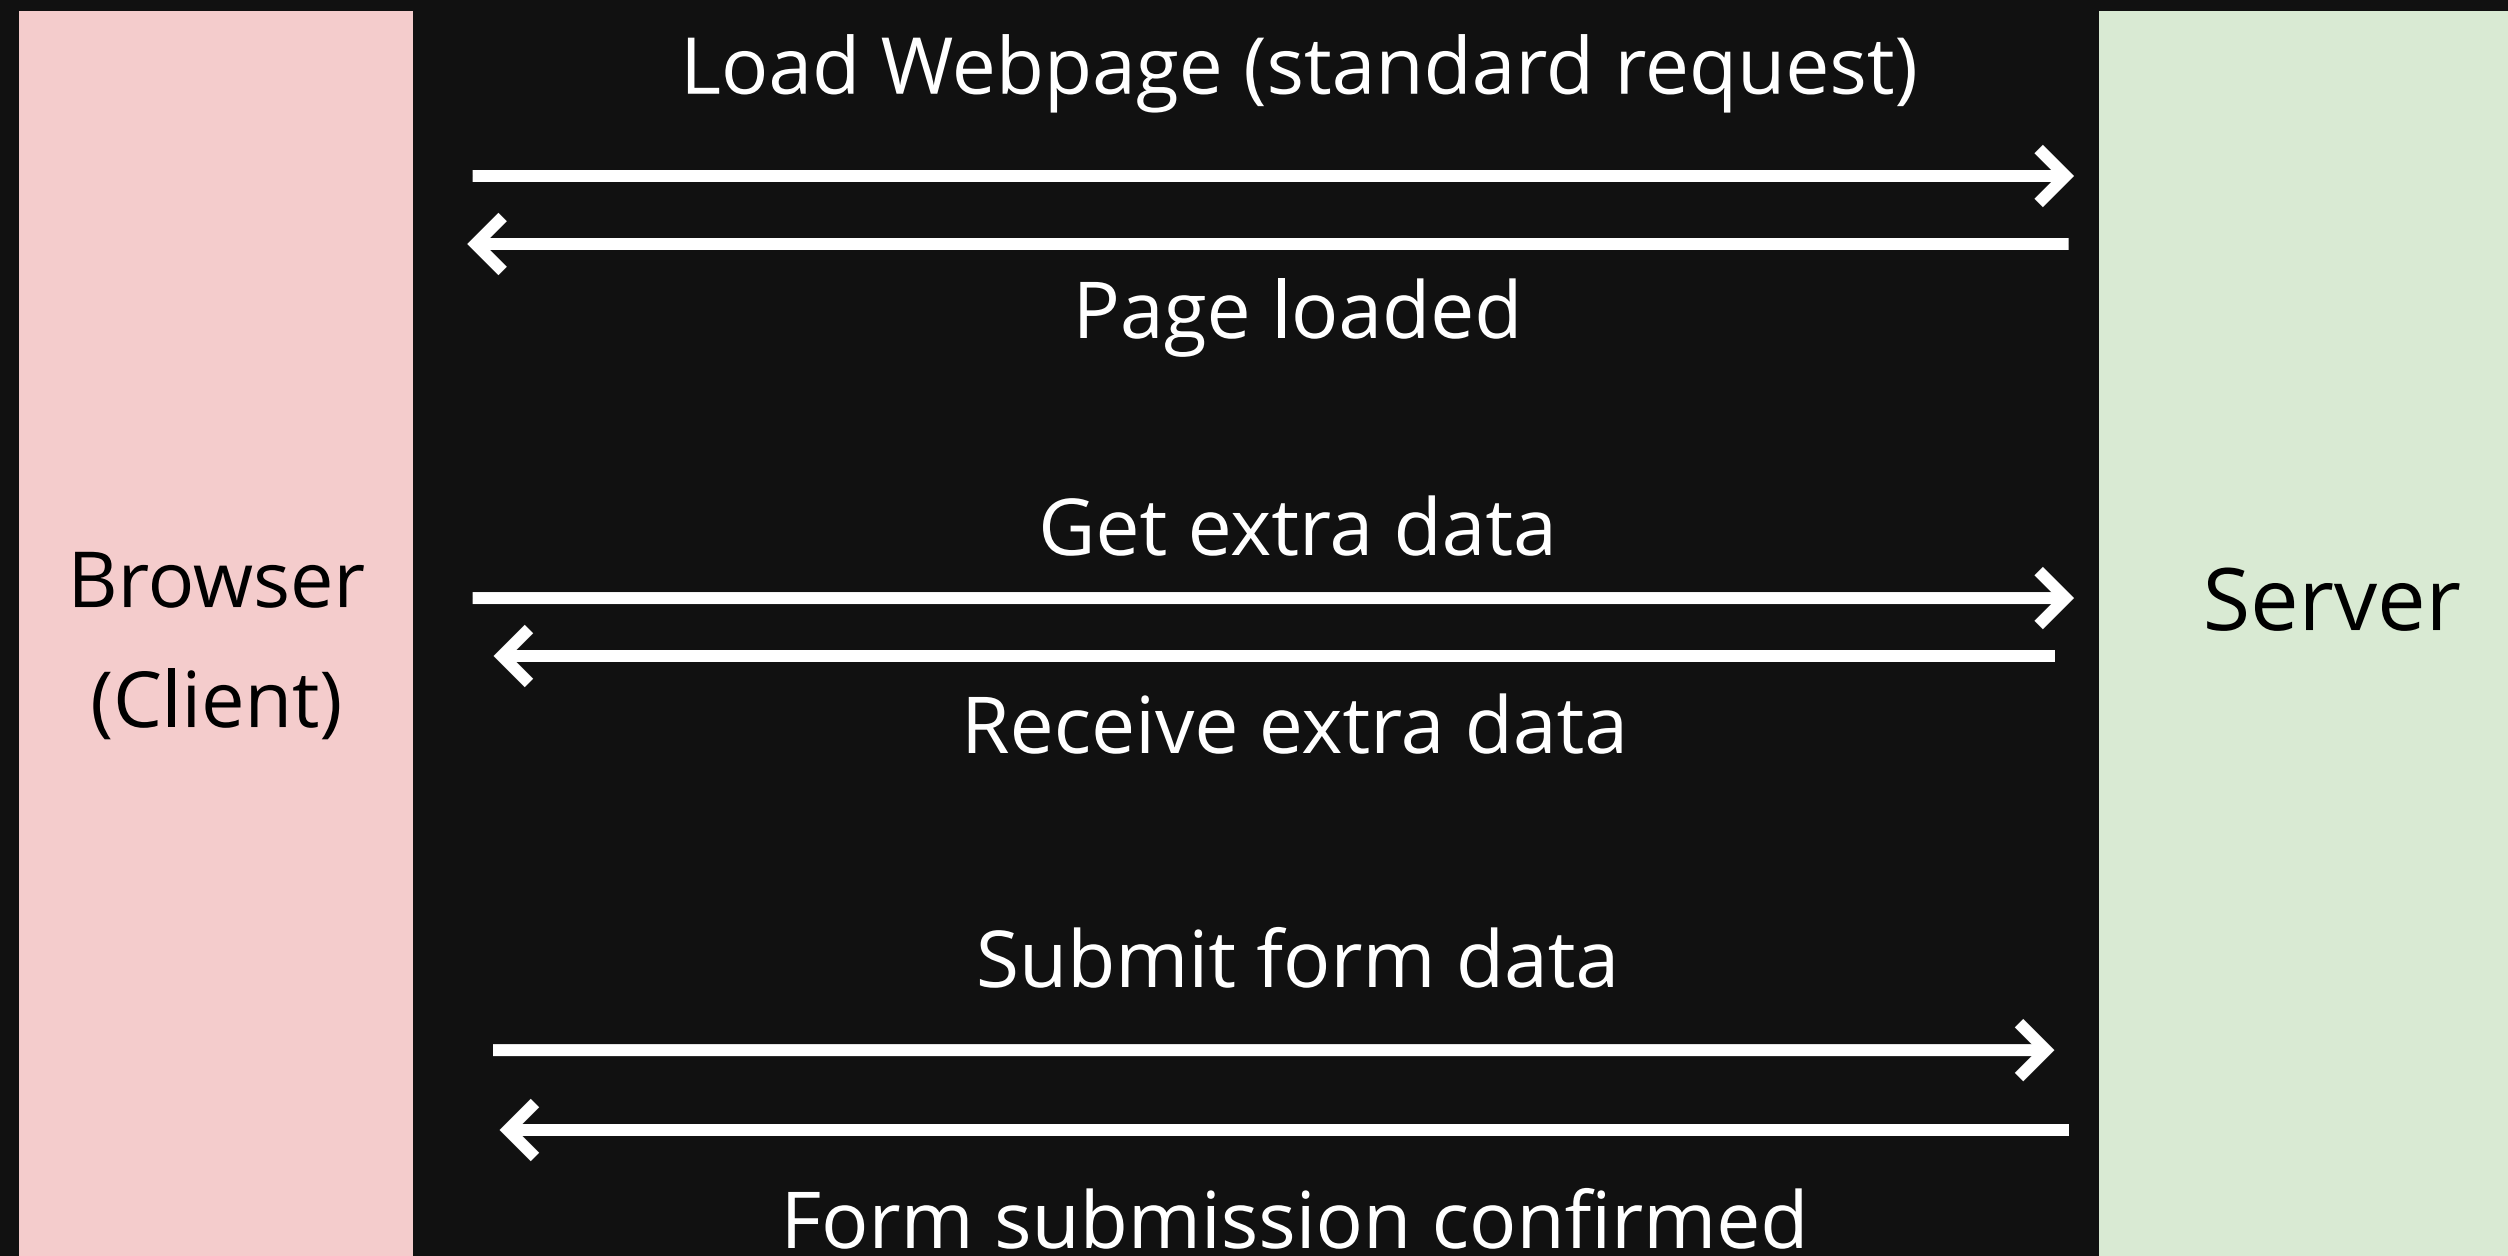 Load Webpage (standard request)
Page loaded
Get extra data
Browser
(Client)
Server
Receive extra data
Submit form data
Form submission confirmed